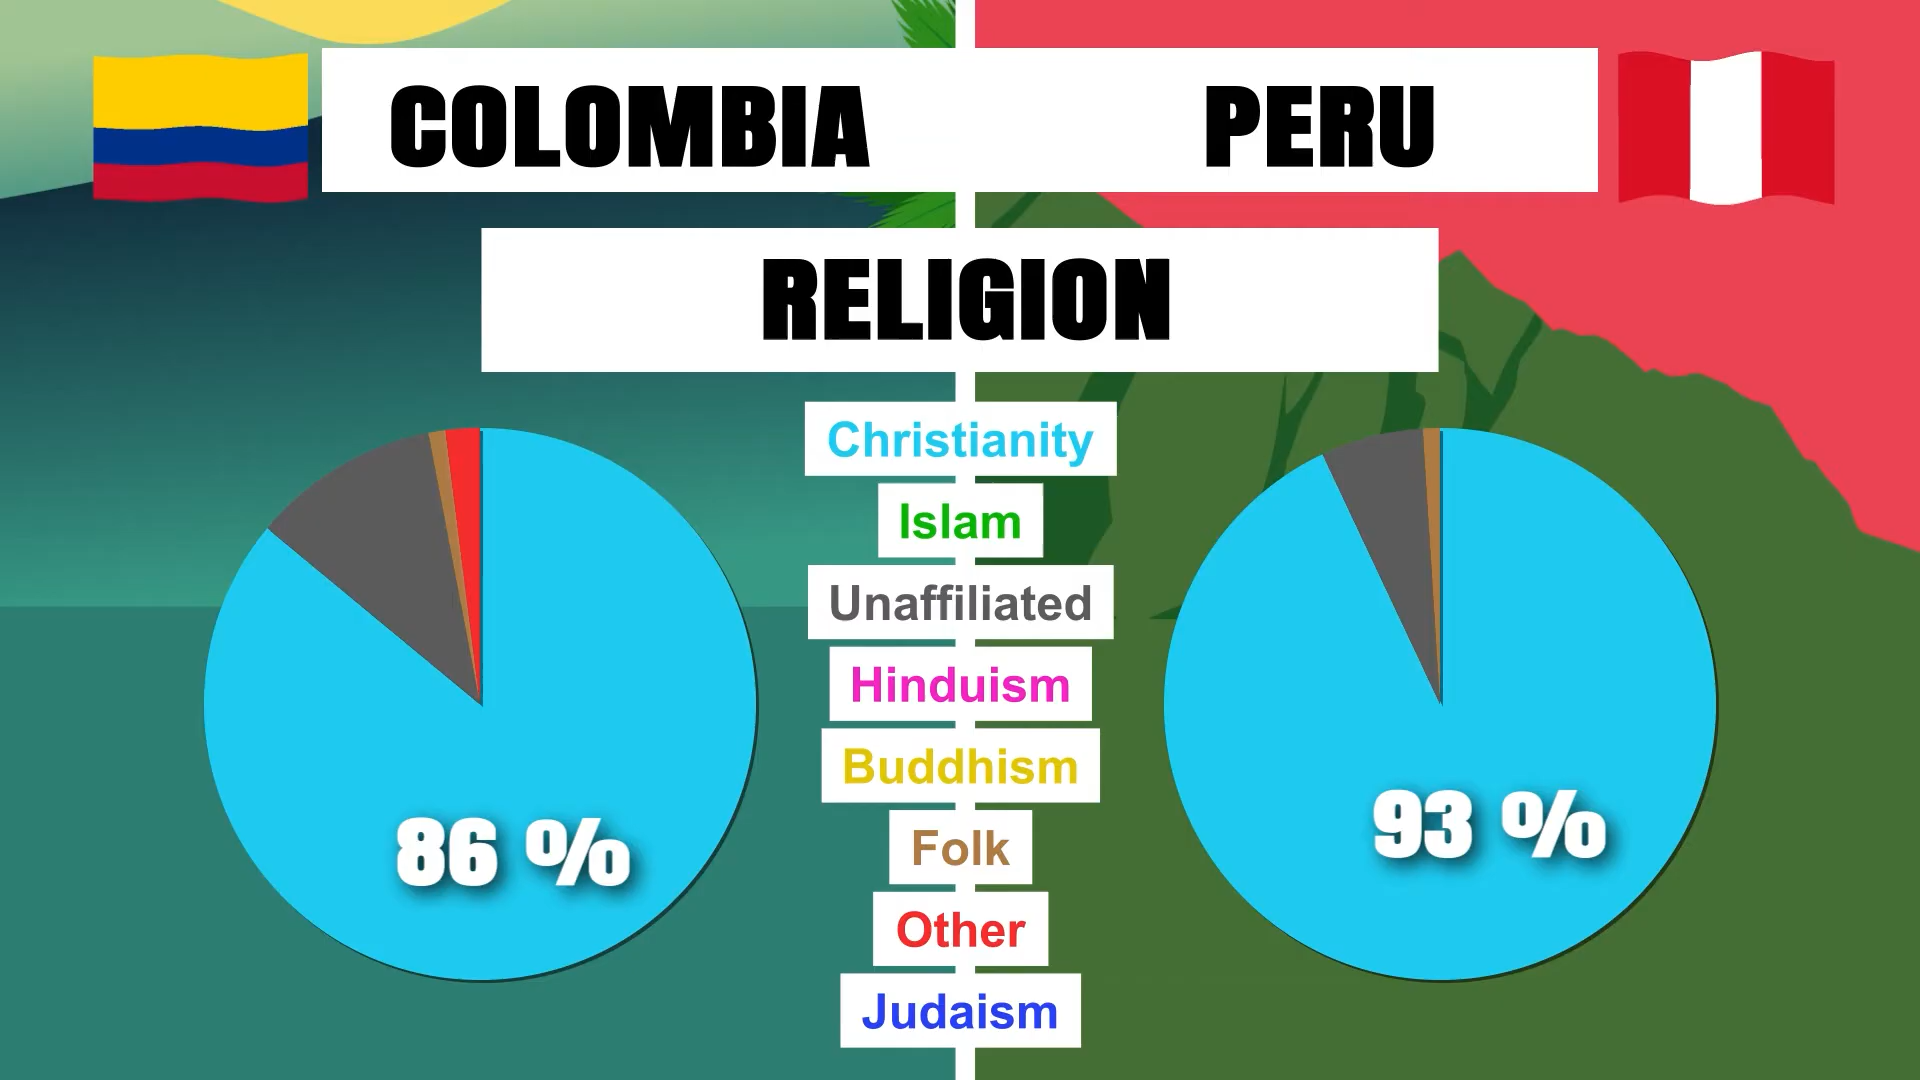 COLOMBIA
PERU
RELIGION
Christianity
Islam
Unaffiliated
Hinduism
Buddhism
Folk
Other
Judaism
86 %
93 %